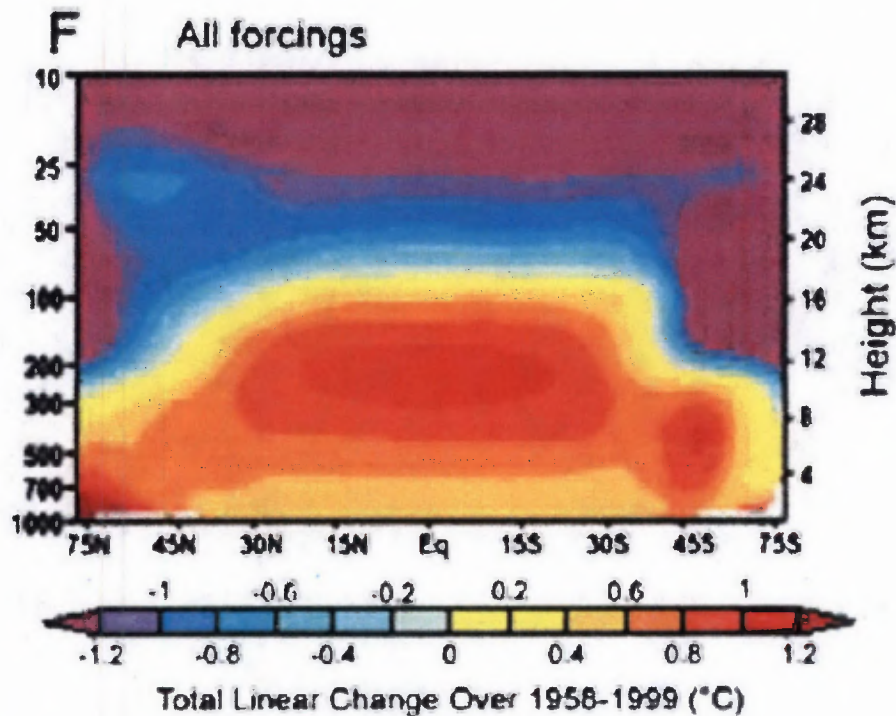 F All forcings
10
25
50
100
200
300
500
700
1000
28
24
20
16
12
8
4
Height (km)
75N 45N 30N 15N Eq 15S 30S 45S 75S
-1 -0.6 -0.2 0.2 0.6 1
-1.2 -0.8 -0.4 0 0.4 0.8 1.2
Total Linear Change Over 1958-1999 (°C)